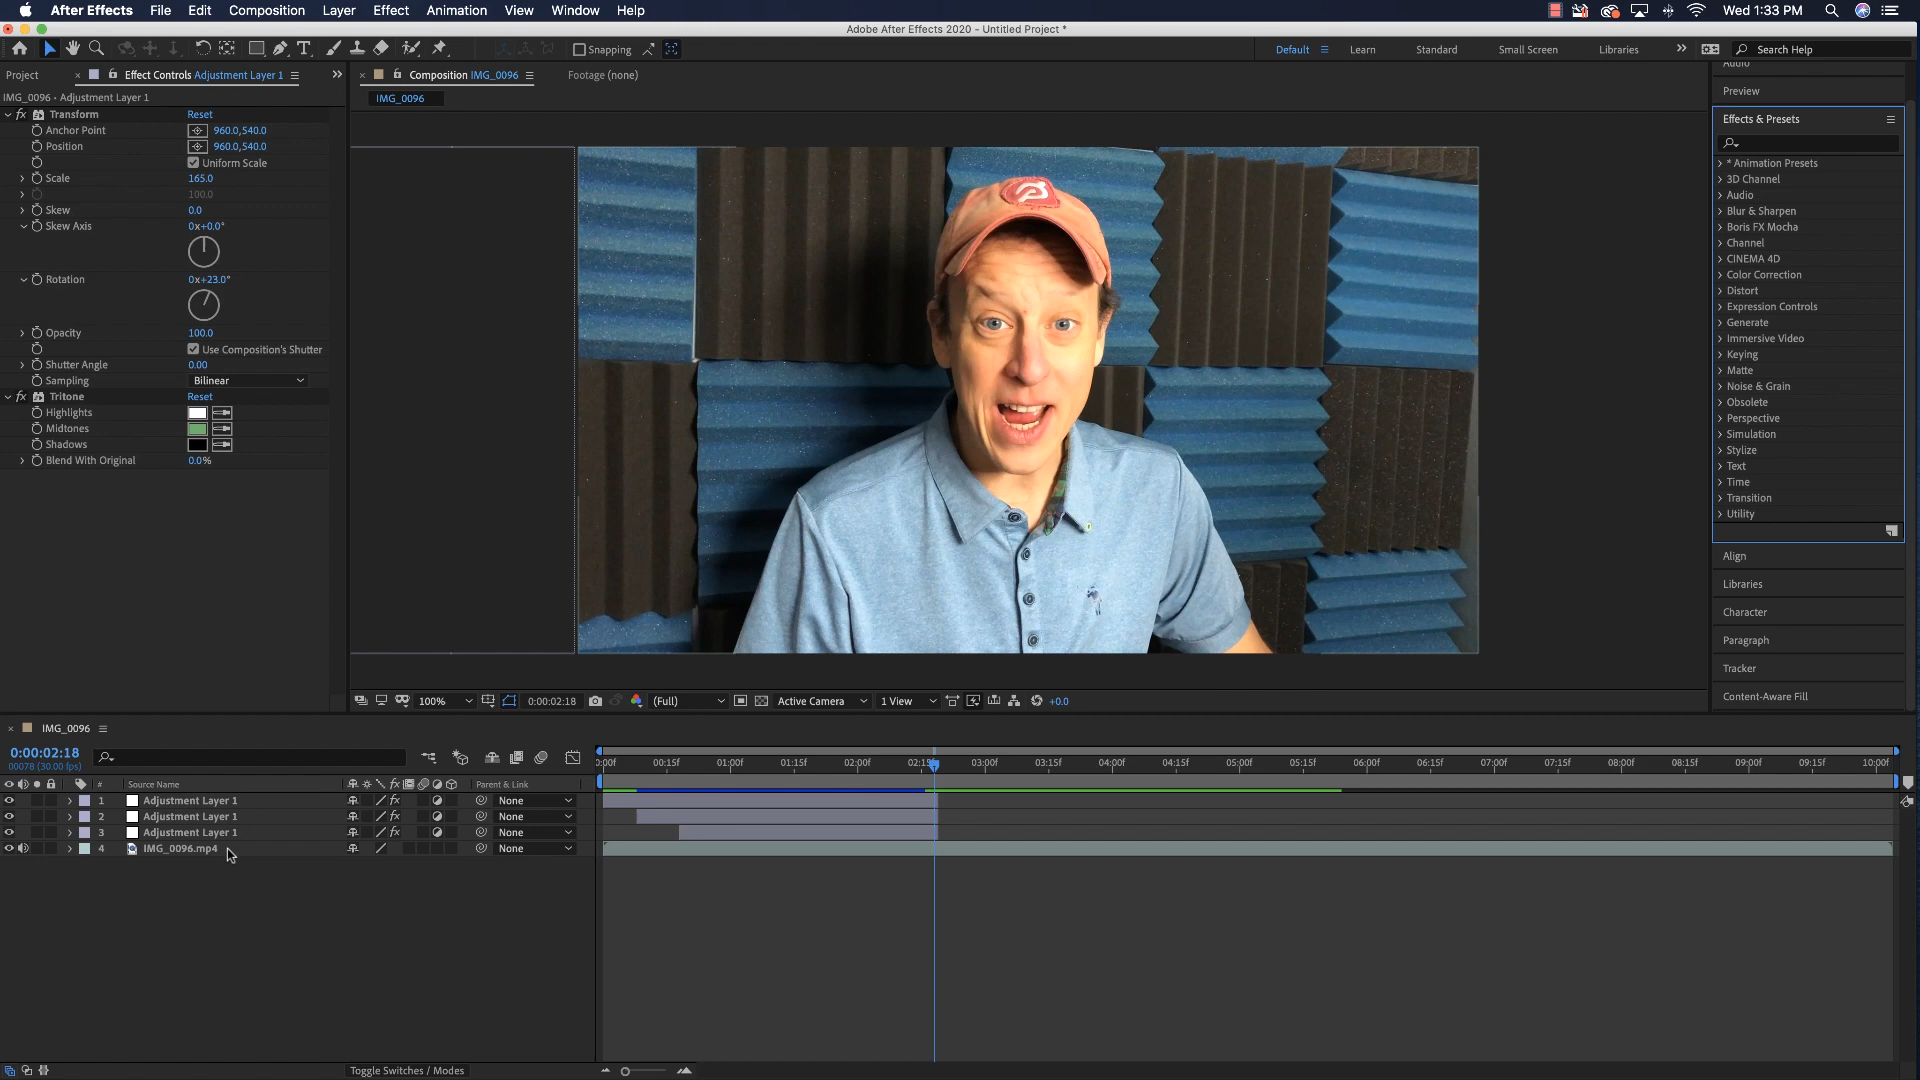 After Effects File Edit Composition Layer Effect Animation View Window Help Wed 1:33 PM
Adobe After Effects 2020 - Untitled Project *
Snapping Default Learn Standard Small Screen Libraries Search Help
Project Effect Controls Adjustment Layer 1 Composition IMG_0096 Footage (none)
IMG_0096 • Adjustment Layer 1
IMG_0096
fx Transform Reset
Anchor Point 960.0,540.0
Position 960.0,540.0
Uniform Scale
Scale 165.0
100.0
Skew 0.0
Skew Axis 0x+0.0°
Rotation 0x+23.0°
Opacity 100.0
Use Composition's Shutter
Shutter Angle 0.00
Sampling Bilinear
fx Tritone Reset
Highlights
Midtones
Shadows
Blend With Original 0.0%
100% 0:00:02:18 (Full) Active Camera 1 View +0.0
Audio
Preview
Effects & Presets
* Animation Presets
3D Channel
Audio
Blur & Sharpen
Boris FX Mocha
Channel
CINEMA 4D
Color Correction
Distort
Expression Controls
Generate
Immersive Video
Keying
Matte
Noise & Grain
Obsolete
Perspective
Simulation
Stylize
Text
Time
Transition
Utility
Align
Libraries
Character
Paragraph
Tracker
Content-Aware Fill
IMG_0096
0:00:02:18
00078 (30.00 fps)
0:00f 00:15f 01:00f 01:15f 02:00f 02:15f 03:00f 03:15f 04:00f 04:15f 05:00f 05:15f 06:00f 06:15f 07:00f 07:15f 08:00f 08:15f 09:00f 09:15f 10:00f
# Source Name fx Parent & Link
1 Adjustment Layer 1 fx None
2 Adjustment Layer 1 fx None
3 Adjustment Layer 1 fx None
4 IMG_0096.mp4 None
Toggle Switches / Modes